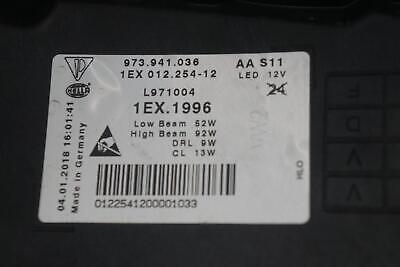 973.941.036 AA S11
1EX 012.254-12 LED 12V
HELLA
L971004 24
1EX.1996
Low Beam 52W
High Beam 92W
DRL 9W
CL 13W
04.01.2018 16:01:41
Made in Germany
0122541200001033
HLO
F
D
V
V